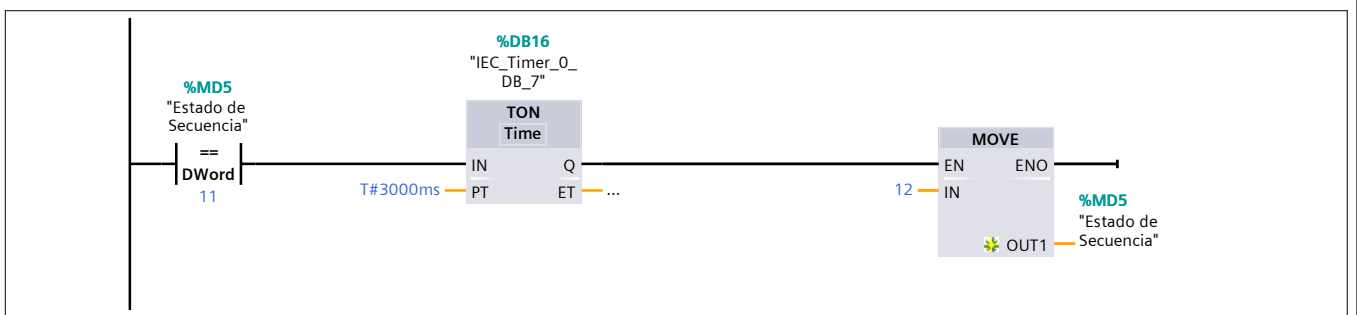 %DB16
"IEC_Timer_0_
DB_7"
%MD5
"Estado de
Secuencia"
==
DWord
11
TON
Time
IN Q
T#3000ms PT ET ...
MOVE
EN ENO
12 IN
OUT1
%MD5
"Estado de
Secuencia"